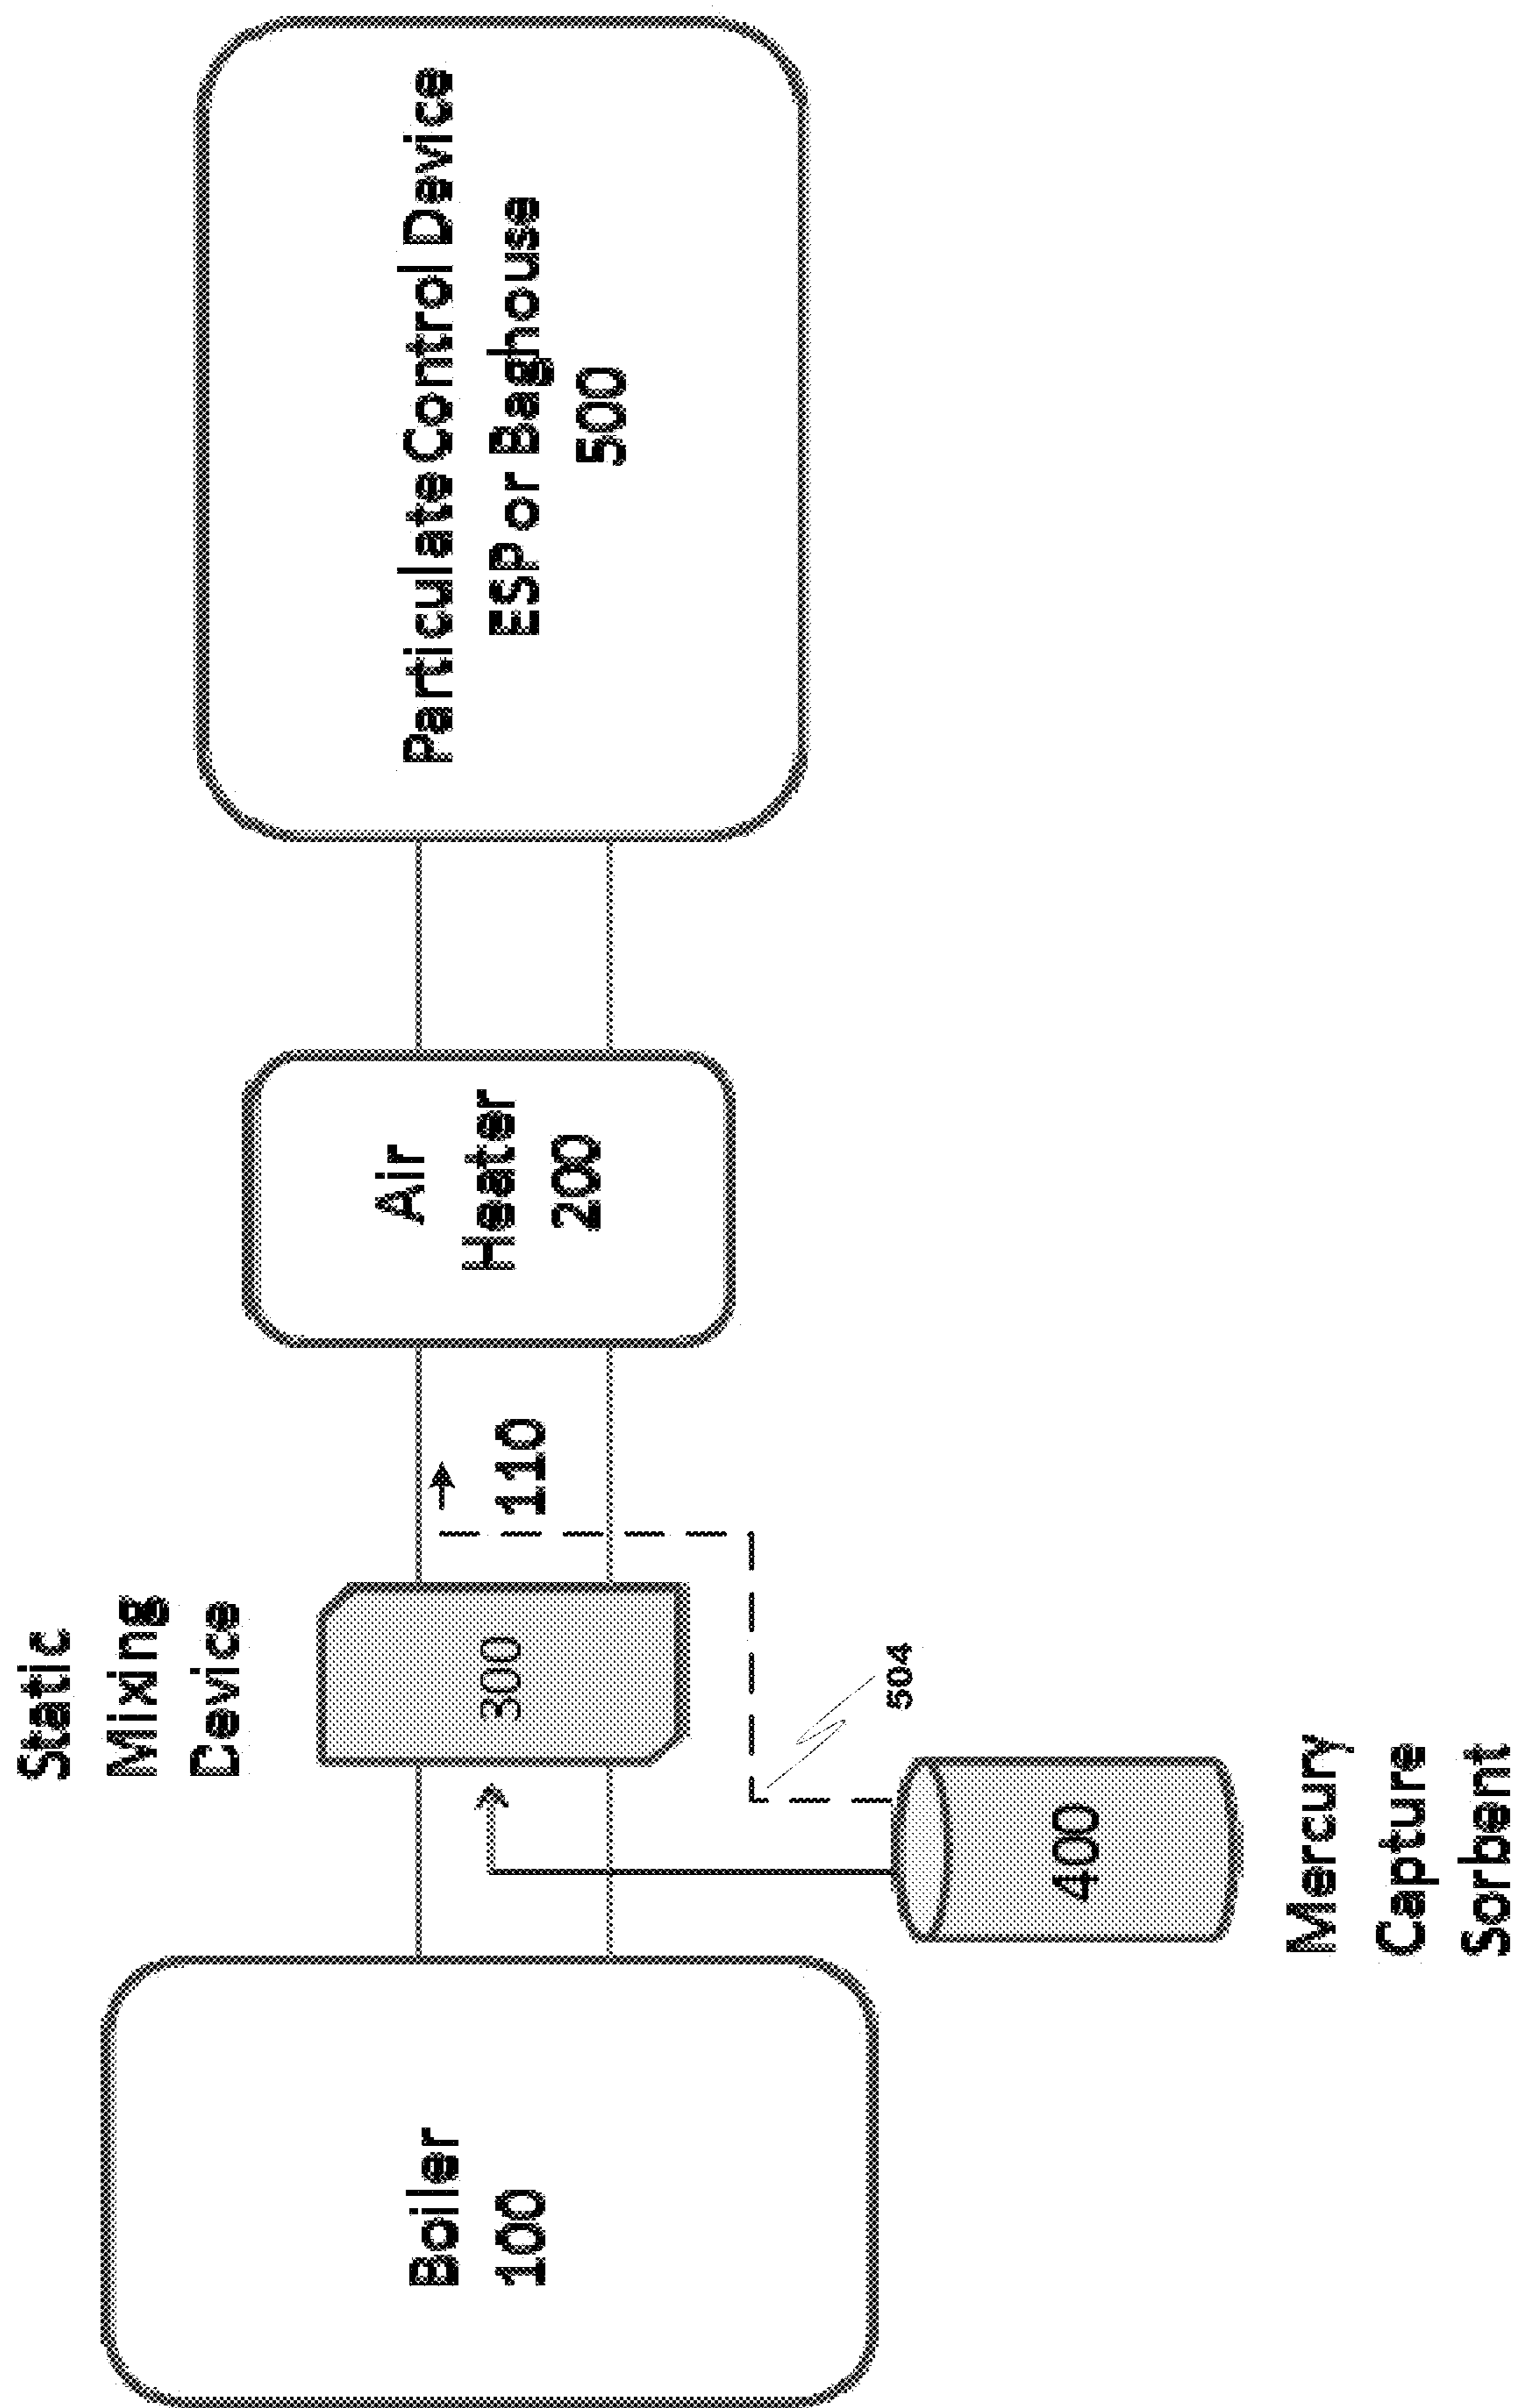 Static
Mixing
Device
Boiler
100
300
110
Air
Heater
200
Particulate Control Device
ESP or Baghouse
500
504
400
Mercury
Capture
Sorbent